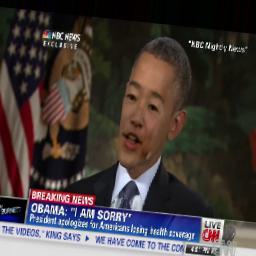 NBC NEWS
EXCLUSIVE
"NBC Nightly News"
BREAKING NEWS
OBAMA: "I AM SORRY"
President apologizes for Americans losing health coverage
LIVE
CNN
THE VIDEOS," KING SAYS ▶ "WE HAVE COME TO THE CON